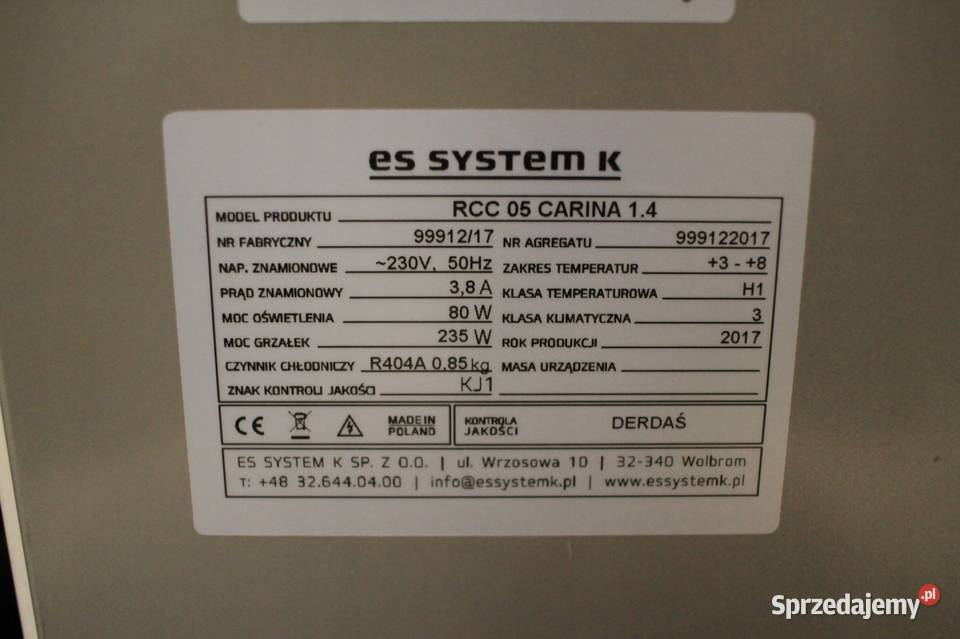 es system k
MODEL PRODUKTU RCC 05 CARINA 1.4
NR FABRYCZNY 99912/17 NR AGREGATU 999122017
NAP. ZNAMIONOWE ~230V, 50Hz ZAKRES TEMPERATUR +3 - +8
PRĄD ZNAMIONOWY 3,8 A KLASA TEMPERATUROWA H1
MOC OŚWIETLENIA 80 W KLASA KLIMATYCZNA 3
MOC GRZAŁEK 235 W ROK PRODUKCJI 2017
CZYNNIK CHŁODNICZY R404A 0,85kg MASA URZĄDZENIA
ZNAK KONTROLI JAKOŚCI KJ1
CE MADE IN POLAND KONTROLA JAKOŚCI DERDAŚ
ES SYSTEM K SP. Z O.O. | ul. Wrzosowa 10 | 32-340 Wolbrom
T: +48 32.644.04.00 | info@essystemk.pl | www.essystemk.pl
Sprzedajemy.pl